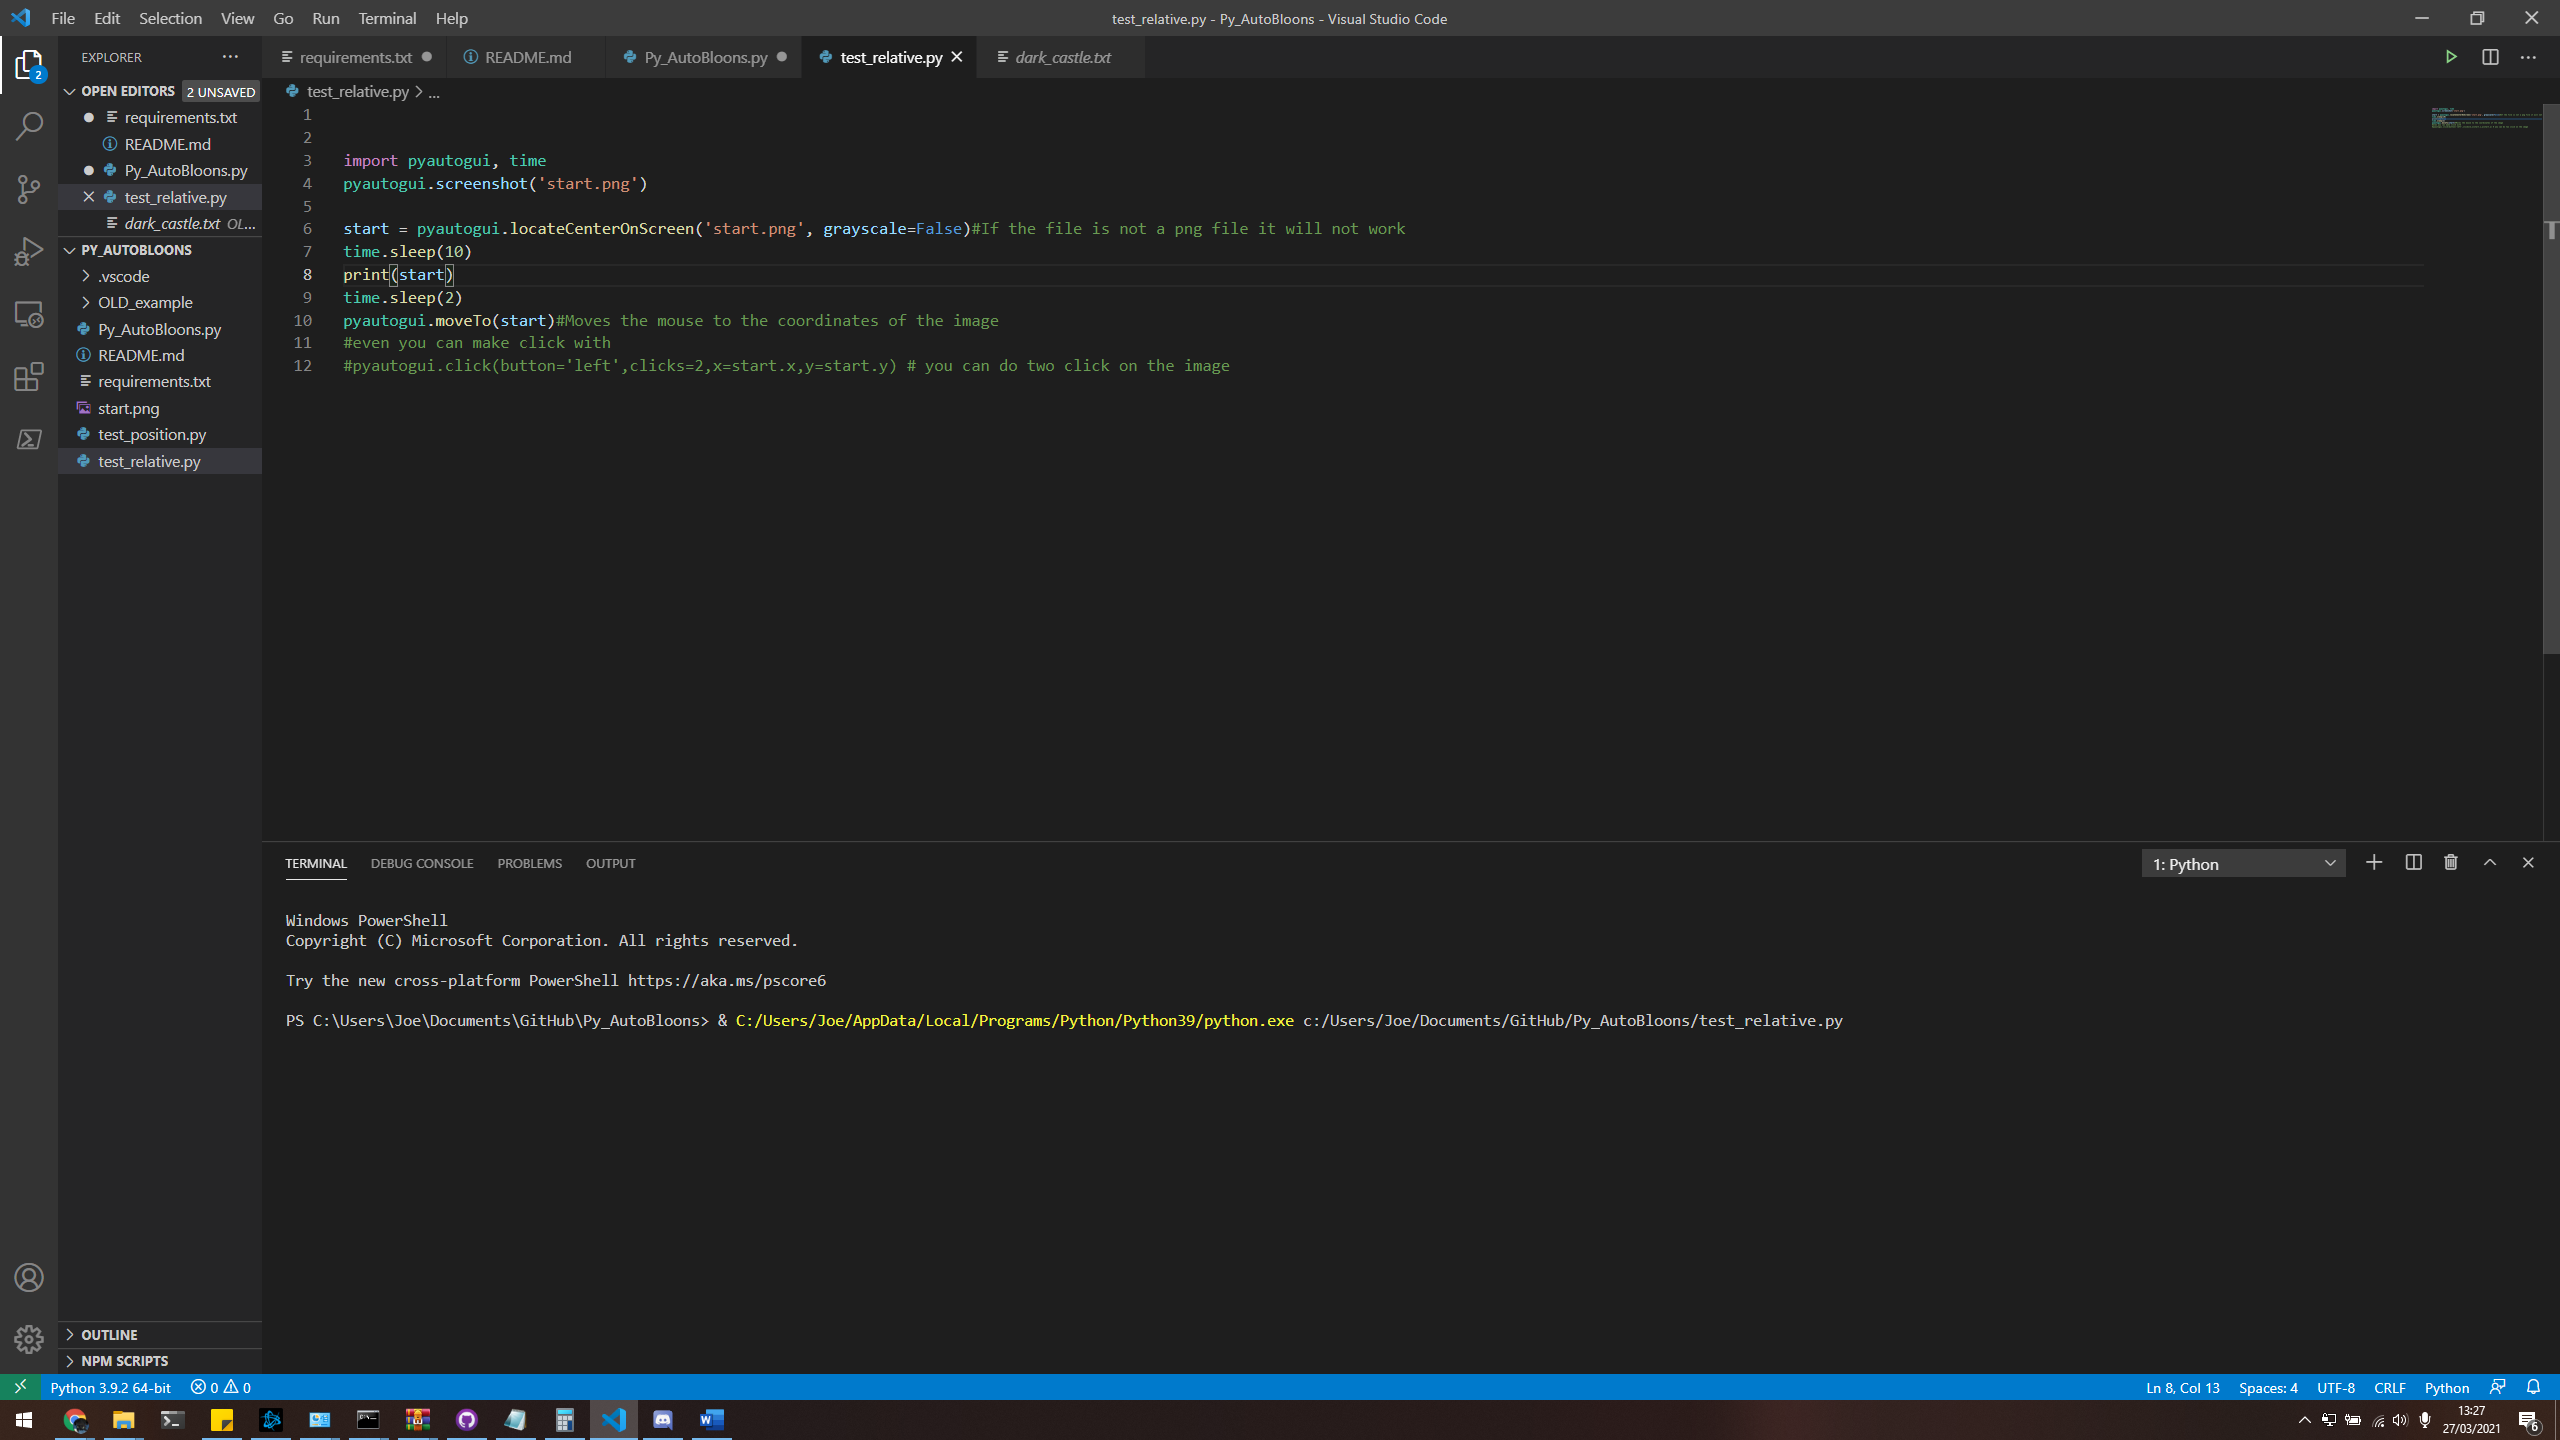 File Edit Selection View Go Run Terminal Help
test_relative.py - Py_AutoBloons - Visual Studio Code
EXPLORER
OPEN EDITORS 2 UNSAVED
requirements.txt
README.md
Py_AutoBloons.py
test_relative.py
dark_castle.txt OL...
PY_AUTOBLOONS
.vscode
OLD_example
Py_AutoBloons.py
README.md
requirements.txt
start.png
test_position.py
test_relative.py
OUTLINE
NPM SCRIPTS
2
requirements.txt README.md Py_AutoBloons.py test_relative.py dark_castle.txt
test_relative.py > ...
1
2
3 import pyautogui, time
4 pyautogui.screenshot('start.png')
5
6 start = pyautogui.locateCenterOnScreen('start.png', grayscale=False)#If the file is not a png file it will not work
7 time.sleep(10)
8 print(start)
9 time.sleep(2)
10 pyautogui.moveTo(start)#Moves the mouse to the coordinates of the image
11 #even you can make click with
12 #pyautogui.click(button='left',clicks=2,x=start.x,y=start.y) # you can do two click on the image
TERMINAL DEBUG CONSOLE PROBLEMS OUTPUT
1: Python
Windows PowerShell
Copyright (C) Microsoft Corporation. All rights reserved.
Try the new cross-platform PowerShell https://aka.ms/pscore6
PS C:\Users\Joe\Documents\GitHub\Py_AutoBloons> & C:/Users/Joe/AppData/Local/Programs/Python/Python39/python.exe c:/Users/Joe/Documents/GitHub/Py_AutoBloons/test_relative.py
Python 3.9.2 64-bit 0 0
Ln 8, Col 13 Spaces: 4 UTF-8 CRLF Python
13:27
27/03/2021
6